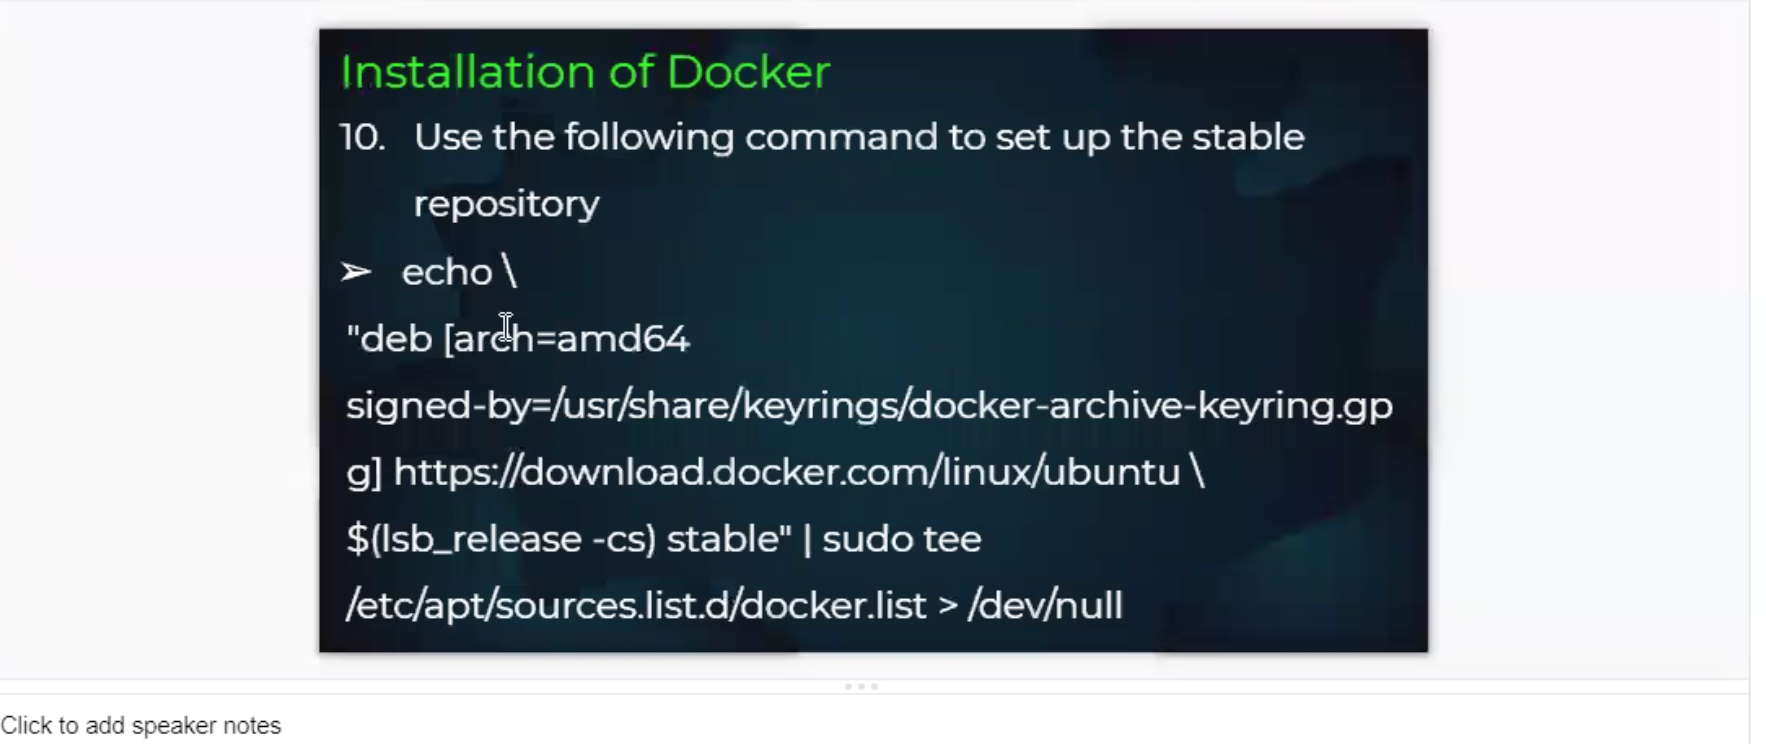 Installation of Docker
10. Use the following command to set up the stable
repository
➢ echo \
"deb [arch=amd64
signed-by=/usr/share/keyrings/docker-archive-keyring.gp
g] https://download.docker.com/linux/ubuntu \
$(lsb_release -cs) stable" | sudo tee
/etc/apt/sources.list.d/docker.list > /dev/null
Click to add speaker notes